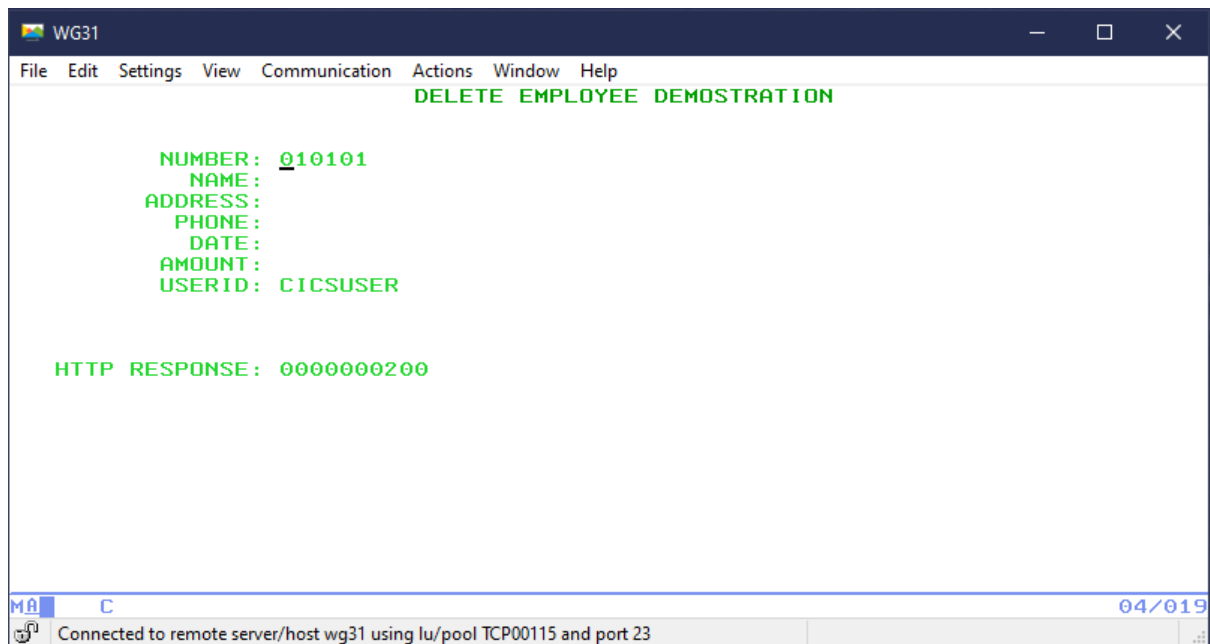 WG31
File Edit Settings View Communication Actions Window Help
DELETE EMPLOYEE DEMOSTRATION
NUMBER: 010101
NAME:
ADDRESS:
PHONE:
DATE:
AMOUNT:
USERID: CICSUSER
HTTP RESPONSE: 0000000200
MA C 04/019
Connected to remote server/host wg31 using lu/pool TCP00115 and port 23